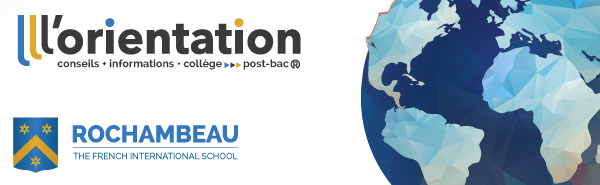 l'orientation
conseils + informations • collège ▸▸▸ post-bac ®
ROCHAMBEAU
THE FRENCH INTERNATIONAL SCHOOL